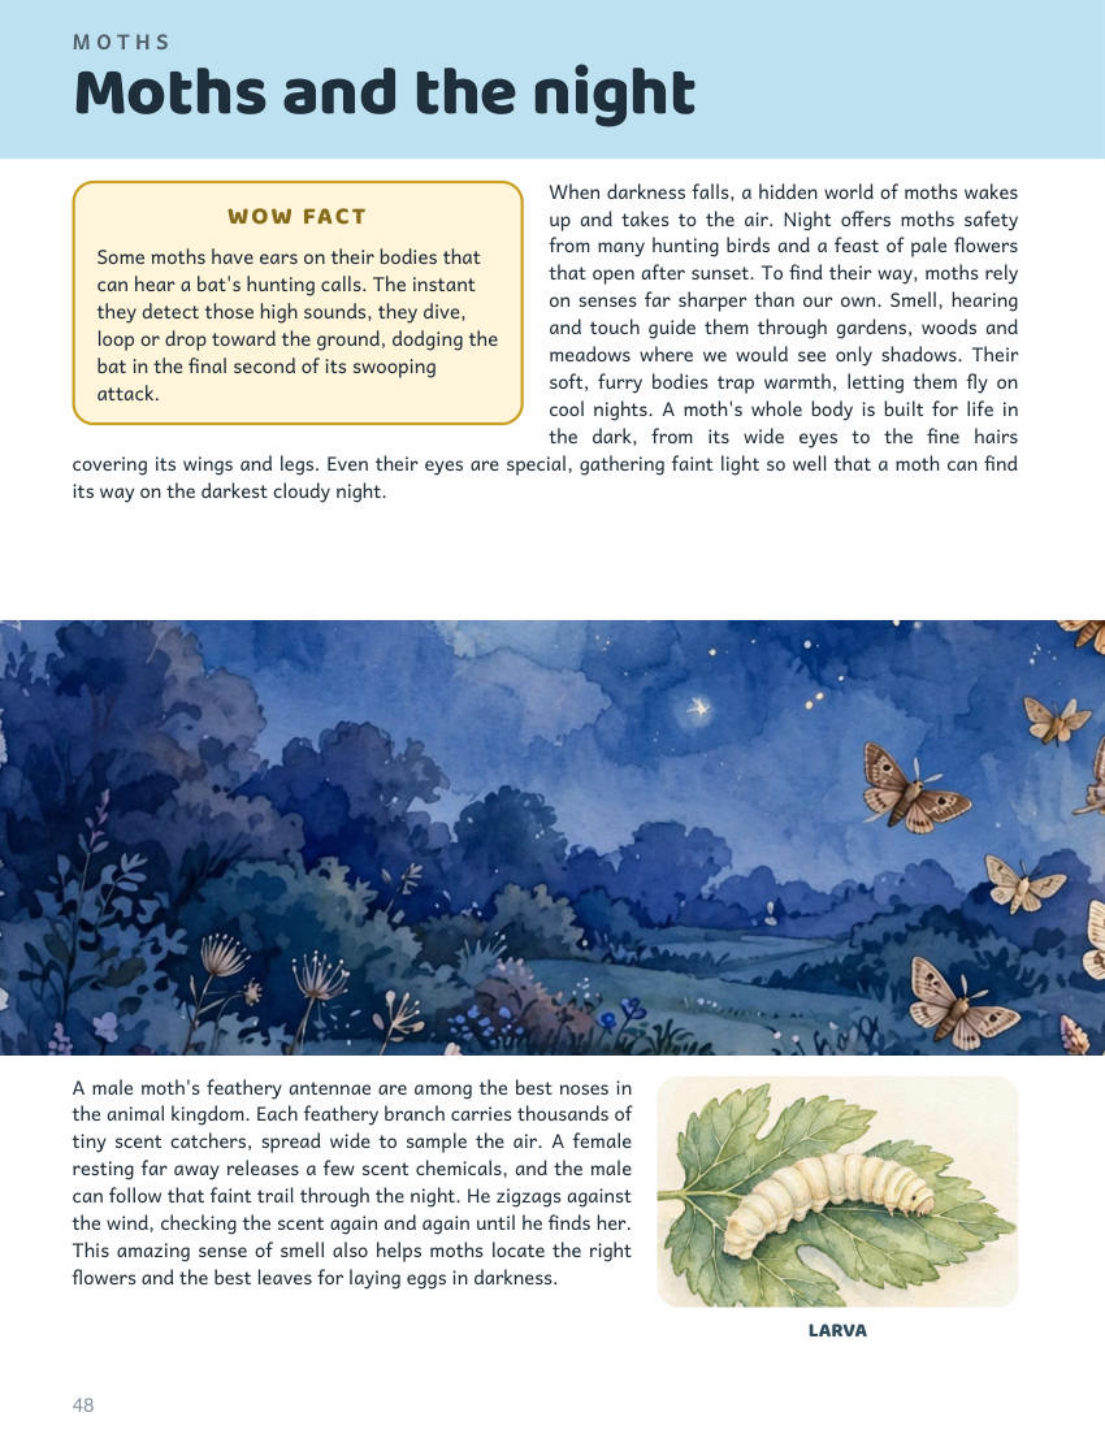 MOTHS
Moths and the night
WOW FACT
Some moths have ears on their bodies that
can hear a bat's hunting calls. The instant
they detect those high sounds, they dive,
loop or drop toward the ground, dodging the
bat in the final second of its swooping
attack.
When darkness falls, a hidden world of moths wakes
up and takes to the air. Night offers moths safety
from many hunting birds and a feast of pale flowers
that open after sunset. To find their way, moths rely
on senses far sharper than our own. Smell, hearing
and touch guide them through gardens, woods and
meadows where we would see only shadows. Their
soft, furry bodies trap warmth, letting them fly on
cool nights. A moth's whole body is built for life in
the dark, from its wide eyes to the fine hairs
covering its wings and legs. Even their eyes are special, gathering faint light so well that a moth can find
its way on the darkest cloudy night.
A male moth's feathery antennae are among the best noses in
the animal kingdom. Each feathery branch carries thousands of
tiny scent catchers, spread wide to sample the air. A female
resting far away releases a few scent chemicals, and the male
can follow that faint trail through the night. He zigzags against
the wind, checking the scent again and again until he finds her.
This amazing sense of smell also helps moths locate the right
flowers and the best leaves for laying eggs in darkness.
LARVA
48